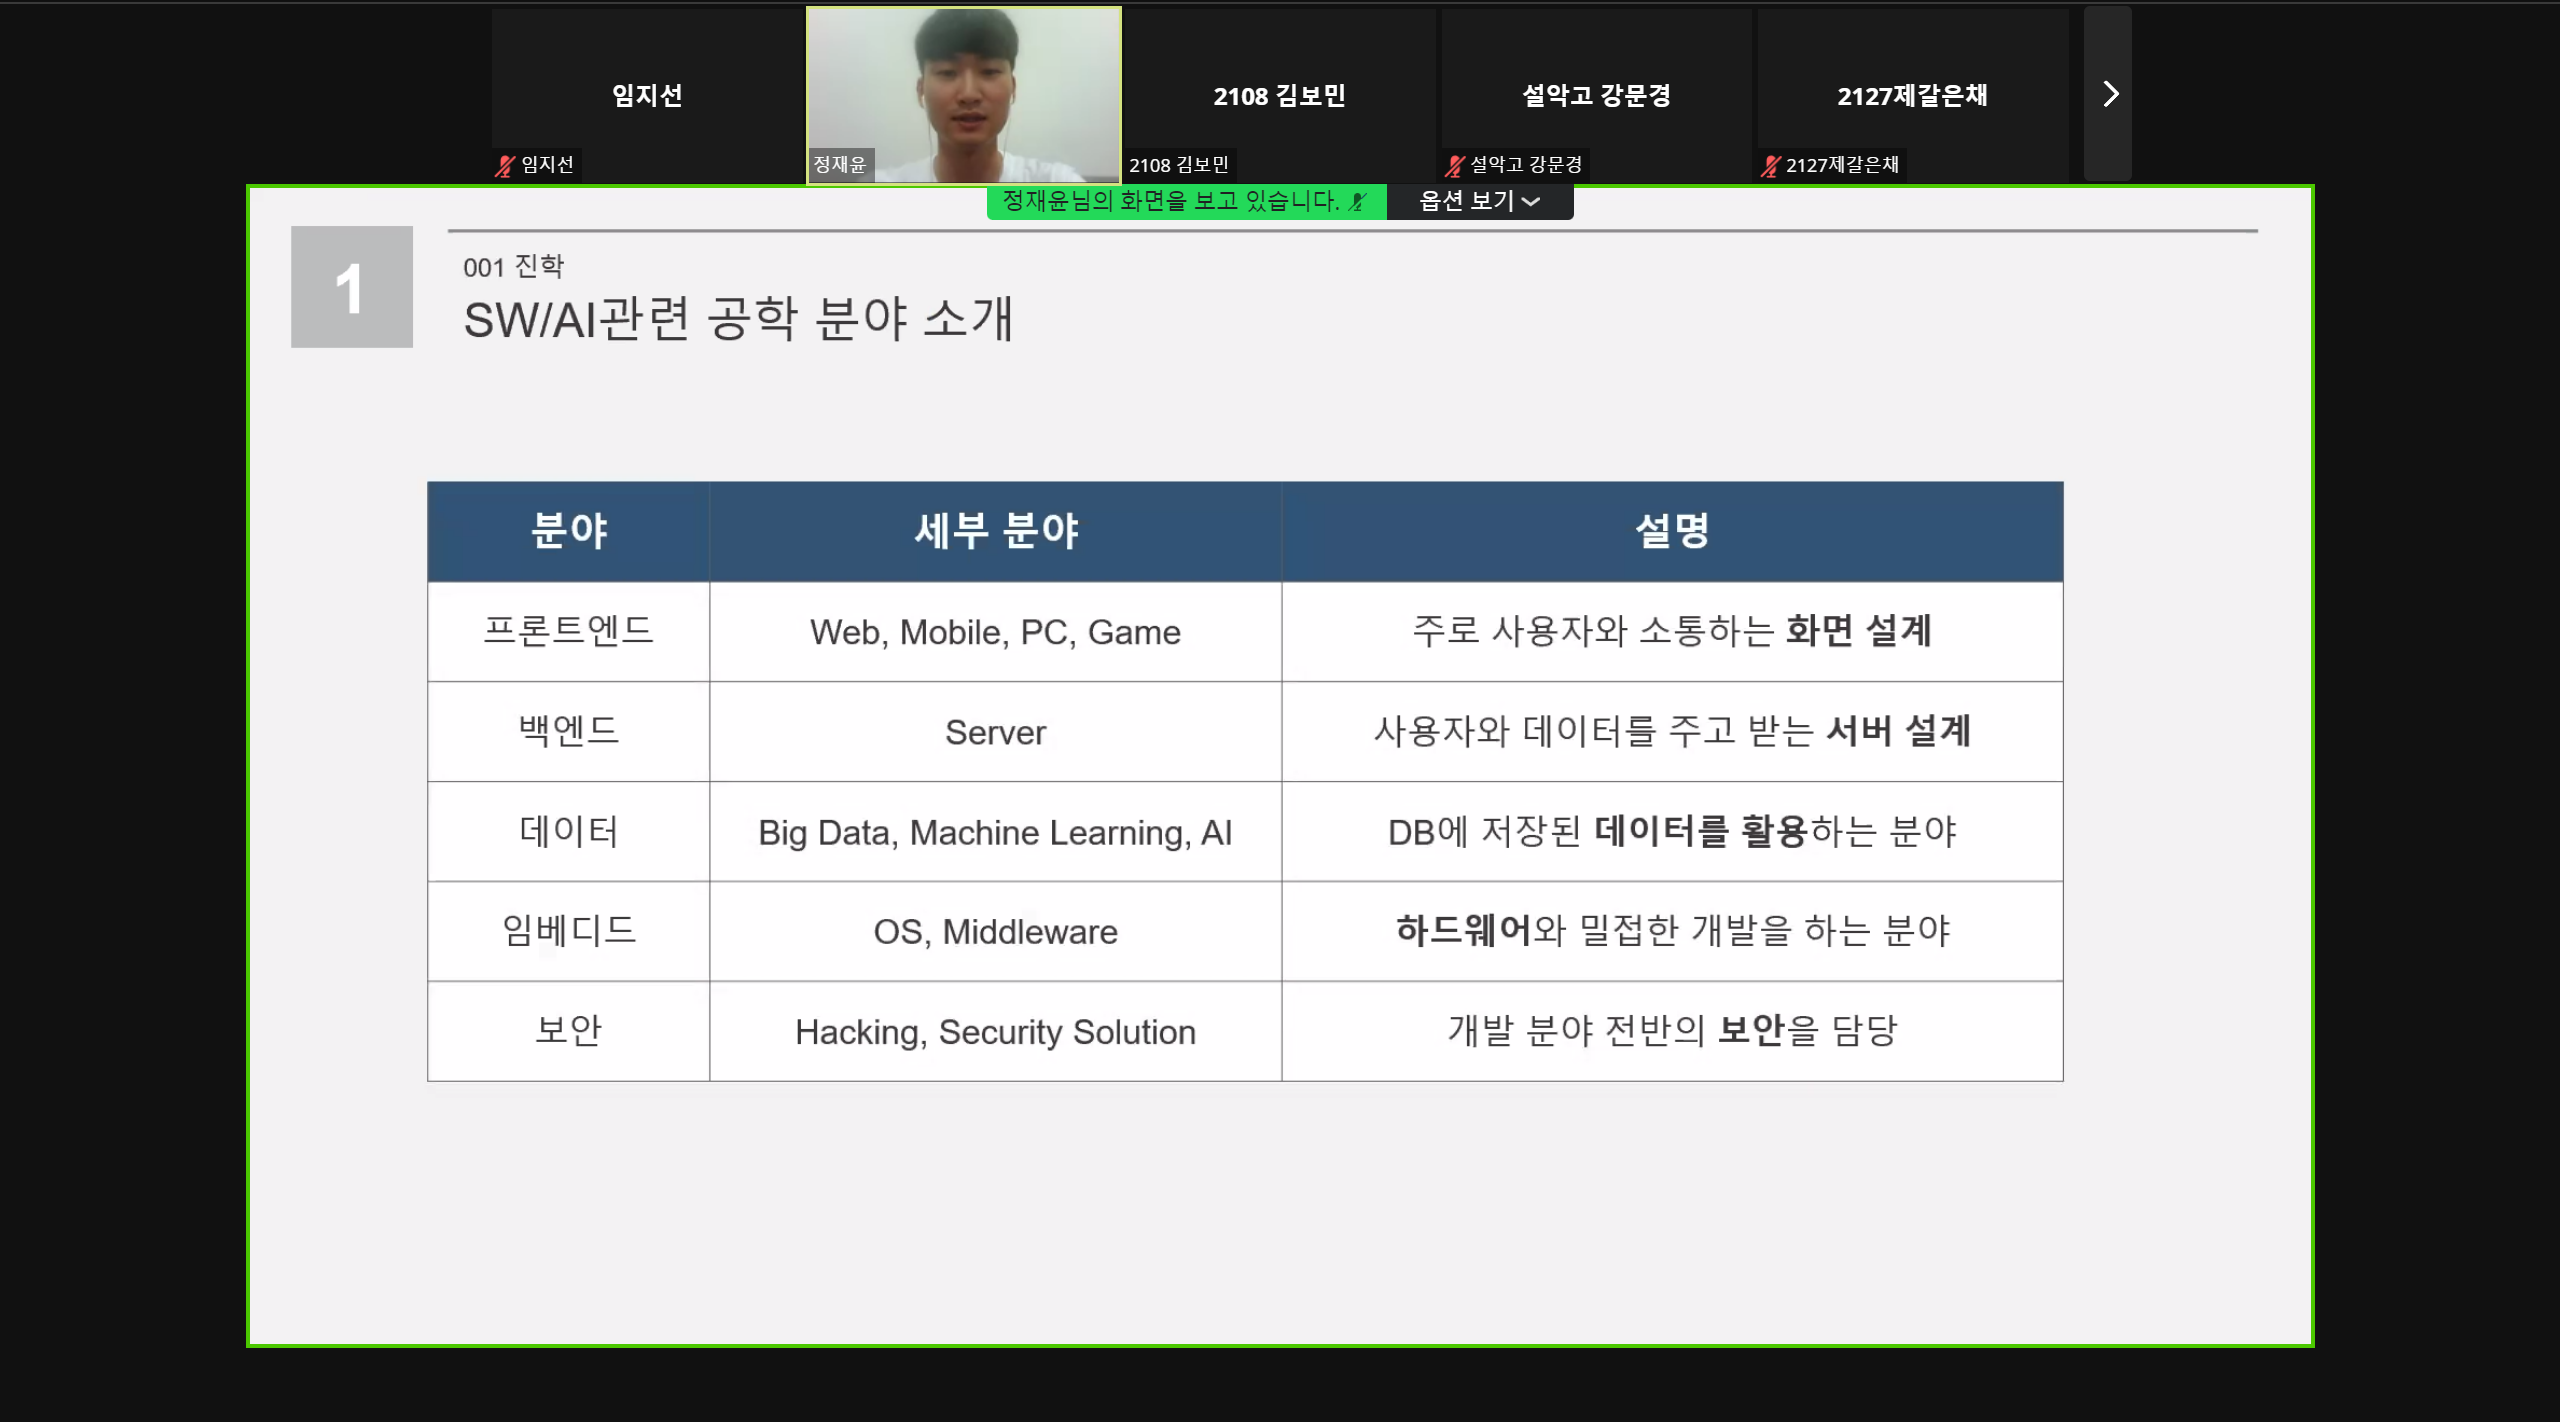 임지선
2108 김보민
설악고 강문경
2127제갈은채
임지선
정재윤
2108 김보민
설악고 강문경
2127제갈은채
정재윤님의 화면을 보고 있습니다.
옵션 보기
1
001 진학
SW/AI관련 공학 분야 소개
분야 세부 분야 설명
프론트엔드 Web, Mobile, PC, Game 주로 사용자와 소통하는 화면 설계
백엔드 Server 사용자와 데이터를 주고 받는 서버 설계
데이터 Big Data, Machine Learning, AI DB에 저장된 데이터를 활용하는 분야
임베디드 OS, Middleware 하드웨어와 밀접한 개발을 하는 분야
보안 Hacking, Security Solution 개발 분야 전반의 보안을 담당